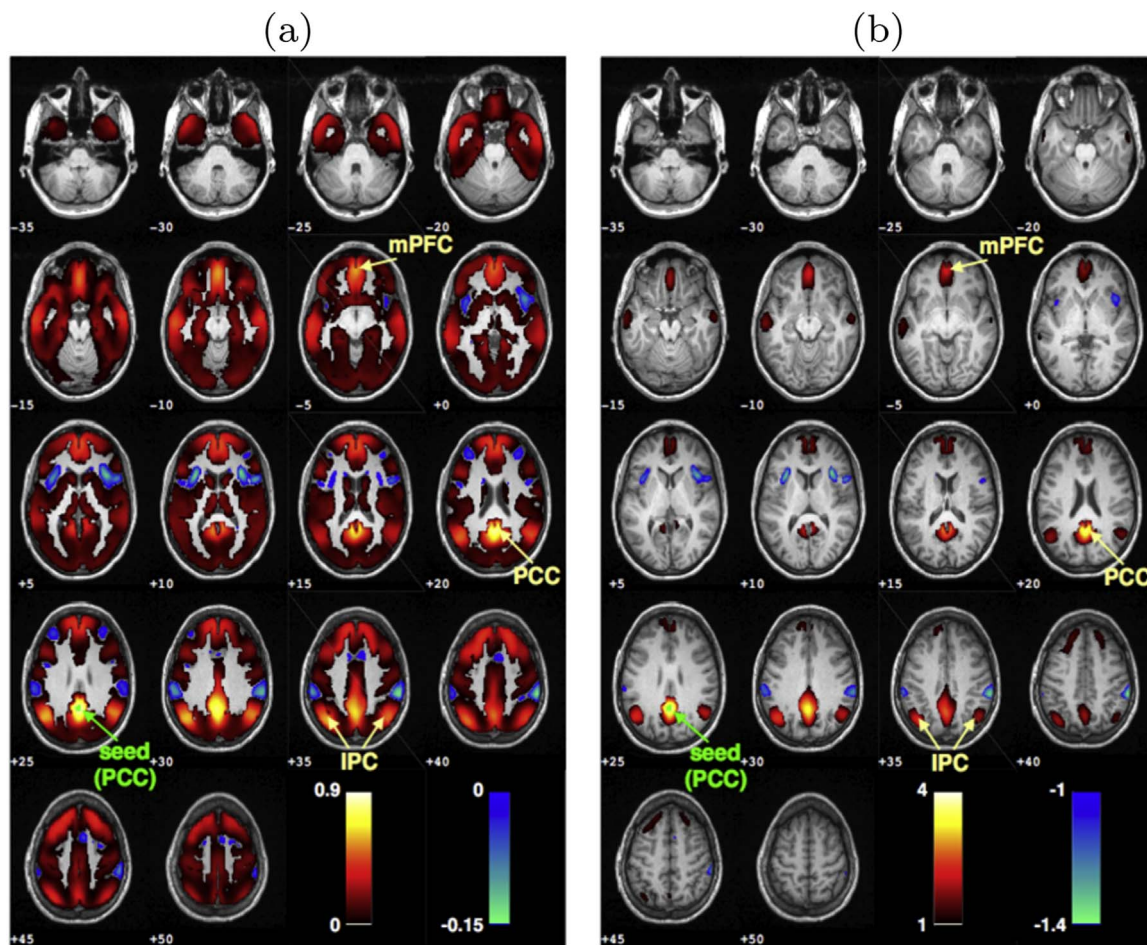 (a) (b)
-35 -30 -25 -20 -35 -30 -25 -20
mPFC mPFC
-15 -10 -5 +0 -15 -10 -5 +0
PCC PCC
+5 +10 +15 +20 +5 +10 +15 +20
seed seed
IPC IPC
+25 (PCC) +30 +35 +40 +25 (PCC) +30 +35 +40
0.9 0 4 -1
0 -0.15 1 -1.4
+45 +50 +45 +50